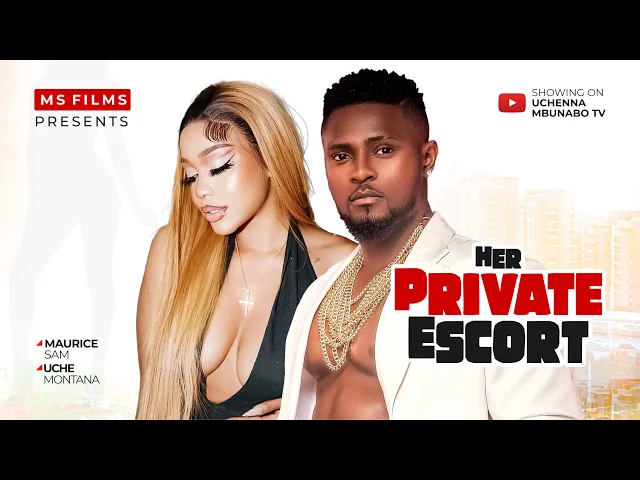 MS FILMS
PRESENTS
SHOWING ON
UCHENNA
MBUNABO TV
HER
PRIVATE
ESCORT
MAURICE
SAM
UCHE
MONTANA